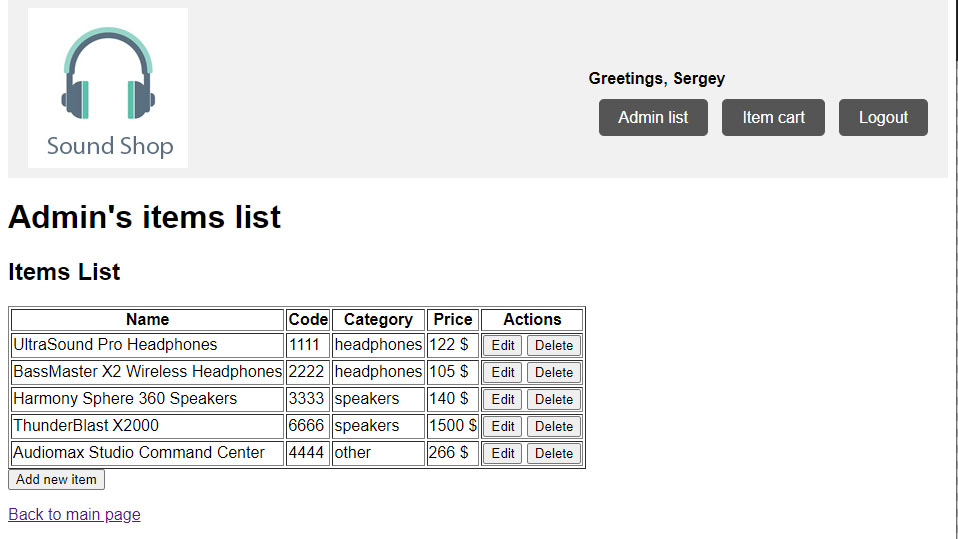 Sound Shop
Greetings, Sergey
Admin list Item cart Logout
Admin's items list
Items List
Name Code Category Price Actions
UltraSound Pro Headphones 1111 headphones 122 $ Edit Delete
BassMaster X2 Wireless Headphones 2222 headphones 105 $ Edit Delete
Harmony Sphere 360 Speakers 3333 speakers 140 $ Edit Delete
ThunderBlast X2000 6666 speakers 1500 $ Edit Delete
Audiomax Studio Command Center 4444 other 266 $ Edit Delete
Add new item
Back to main page